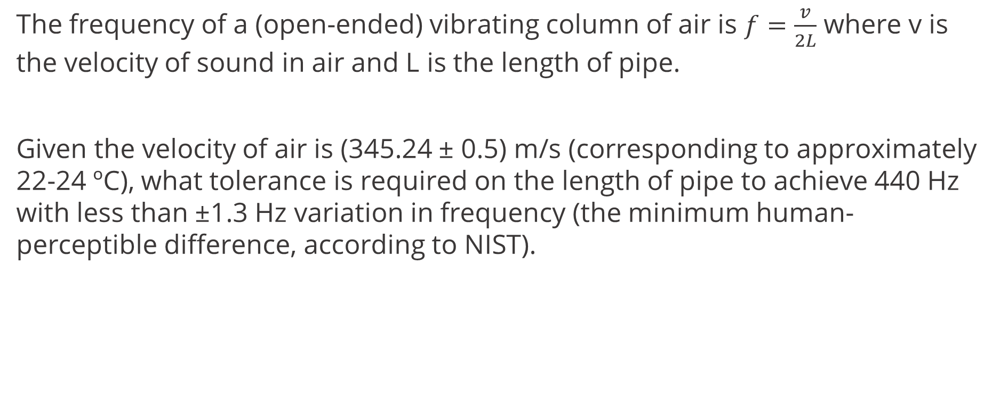 The frequency of a (open-ended) vibrating column of air is f = v/2L where v is
the velocity of sound in air and L is the length of pipe.
Given the velocity of air is (345.24 ± 0.5) m/s (corresponding to approximately
22-24 ºC), what tolerance is required on the length of pipe to achieve 440 Hz
with less than ±1.3 Hz variation in frequency (the minimum human-
perceptible difference, according to NIST).